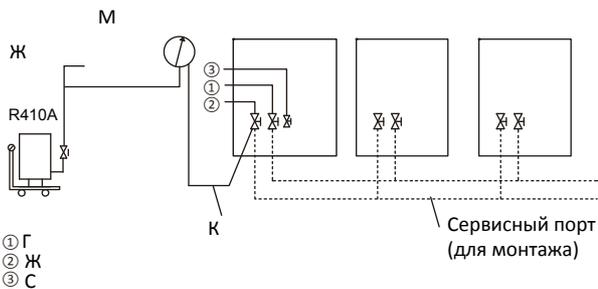 М
Ж
R410A
③
①
②
К
Сервисный порт
(для монтажа)
① Г
② Ж
③ С